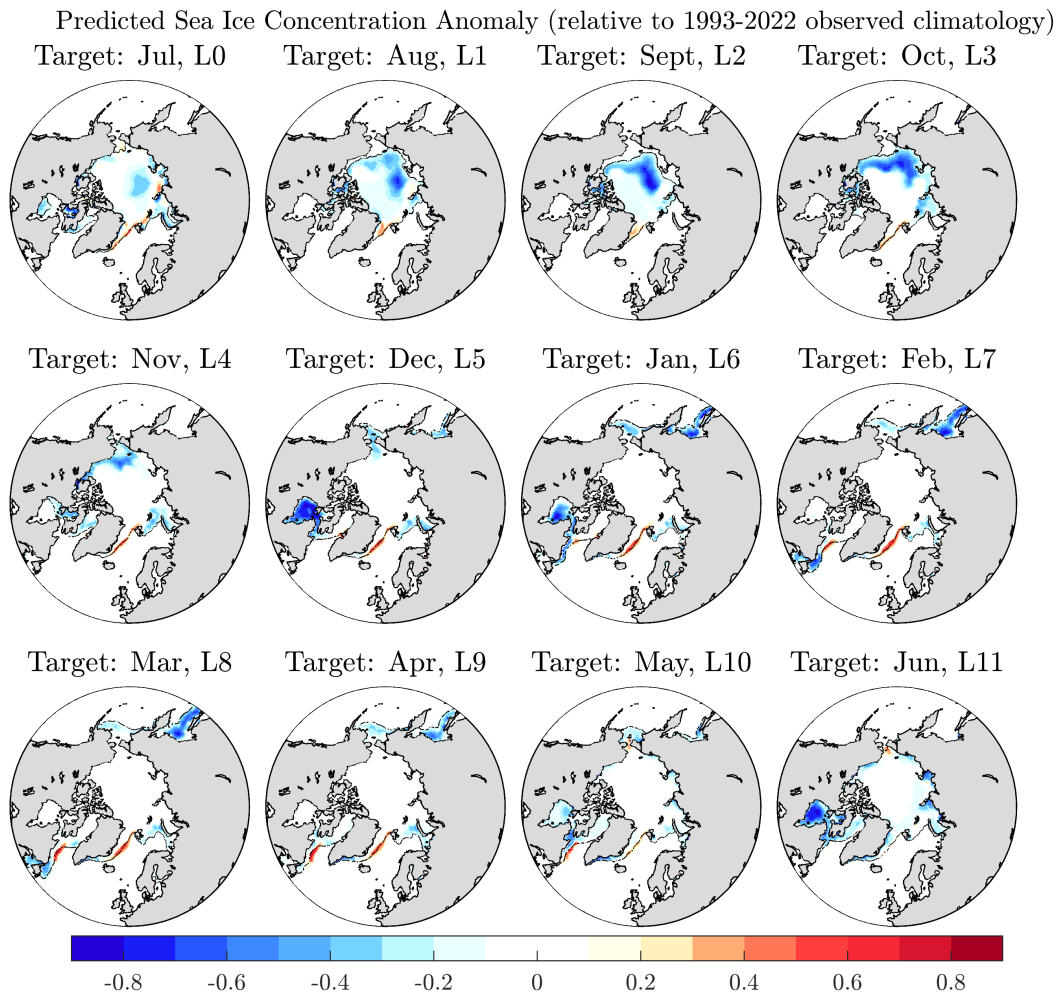 Predicted Sea Ice Concentration Anomaly (relative to 1993-2022 observed climatology)
Target: Jul, L0
Target: Aug, L1
Target: Sept, L2
Target: Oct, L3
Target: Nov, L4
Target: Dec, L5
Target: Jan, L6
Target: Feb, L7
Target: Mar, L8
Target: Apr, L9
Target: May, L10
Target: Jun, L11
-0.8 -0.6 -0.4 -0.2 0 0.2 0.4 0.6 0.8